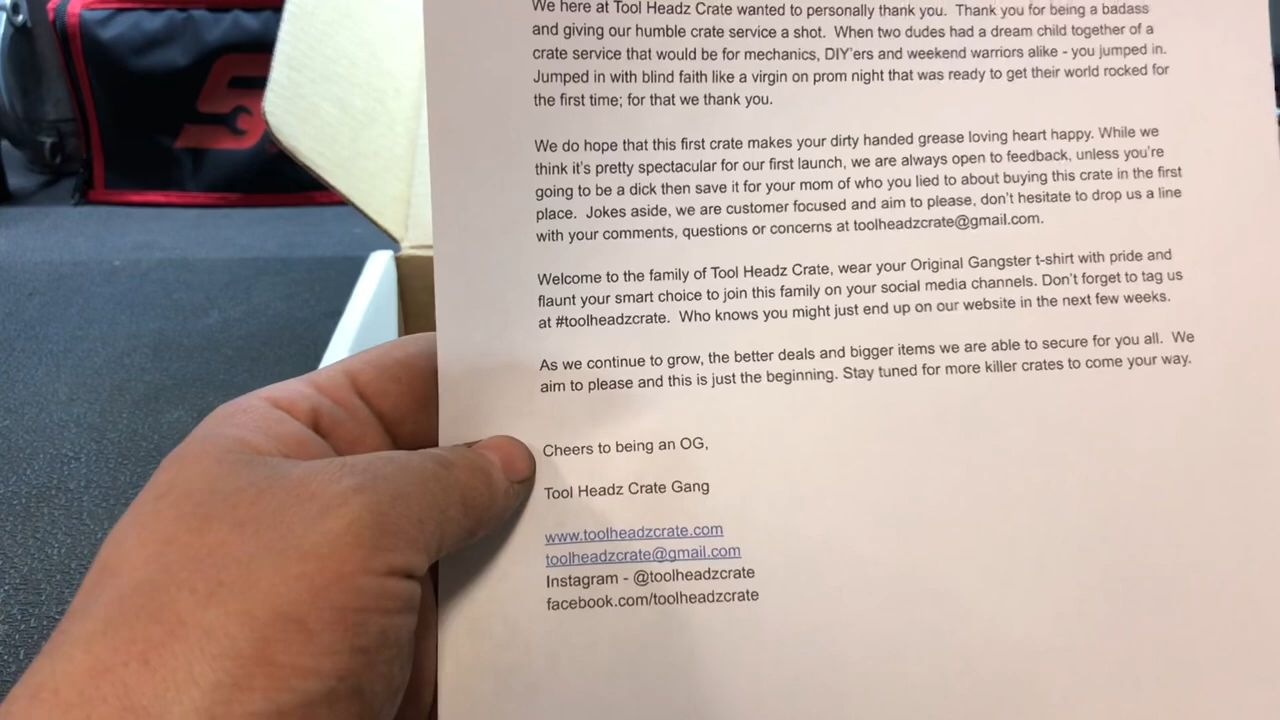 We here at Tool Headz Crate wanted to personally thank you. Thank you for being a badass
and giving our humble crate service a shot. When two dudes had a dream child together of a
crate service that would be for mechanics, DIY'ers and weekend warriors alike - you jumped in.
Jumped in with blind faith like a virgin on prom night that was ready to get their world rocked for
the first time; for that we thank you.
We do hope that this first crate makes your dirty handed grease loving heart happy. While we
think it's pretty spectacular for our first launch, we are always open to feedback, unless you're
going to be a dick then save it for your mom of who you lied to about buying this crate in the first
place. Jokes aside, we are customer focused and aim to please, don't hesitate to drop us a line
with your comments, questions or concerns at toolheadzcrate@gmail.com.
Welcome to the family of Tool Headz Crate, wear your Original Gangster t-shirt with pride and
flaunt your smart choice to join this family on your social media channels. Don't forget to tag us
at #toolheadzcrate. Who knows you might just end up on our website in the next few weeks.
As we continue to grow, the better deals and bigger items we are able to secure for you all. We
aim to please and this is just the beginning. Stay tuned for more killer crates to come your way.
Cheers to being an OG,
Tool Headz Crate Gang
www.toolheadzcrate.com
toolheadzcrate@gmail.com
Instagram - @toolheadzcrate
facebook.com/toolheadzcrate